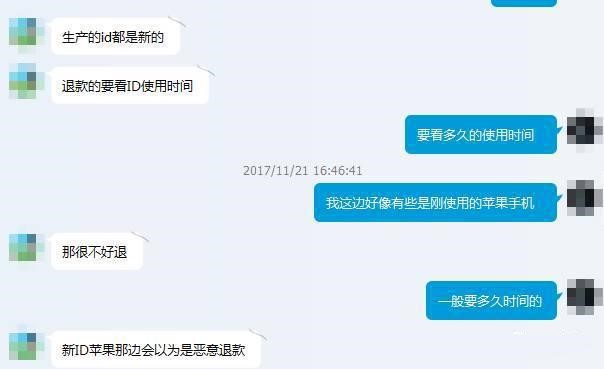 生产的id都是新的
退款的要看ID使用时间
要看多久的使用时间
2017/11/21 16:46:41
我这边好像有些是刚使用的苹果手机
那很不好退
一般要多久时间的
新ID苹果那边会以为是恶意退款